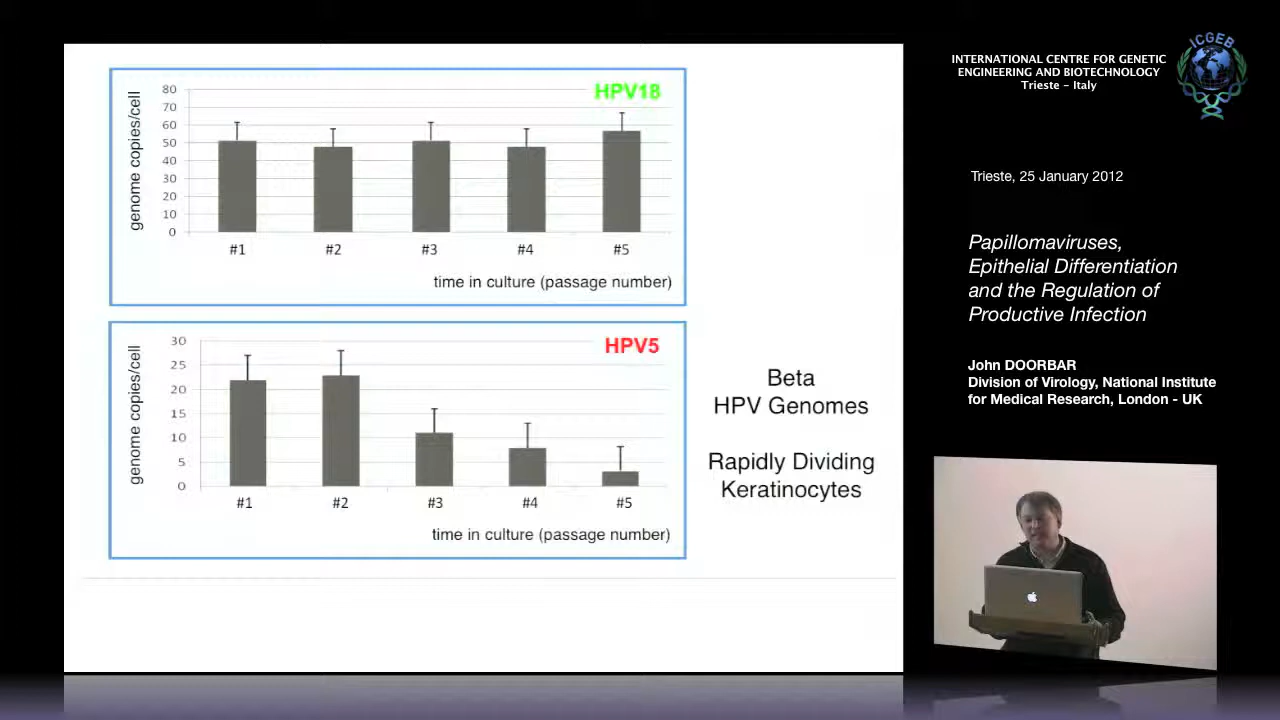 HPV18
genome copies/cell
80
70
60
50
40
30
20
10
0
#1 #2 #3 #4 #5
time in culture (passage number)
HPV5
genome copies/cell
30
25
20
15
10
5
0
#1 #2 #3 #4 #5
time in culture (passage number)
Beta
HPV Genomes
Rapidly Dividing
Keratinocytes
INTERNATIONAL CENTRE FOR GENETIC
ENGINEERING AND BIOTECHNOLOGY
Trieste - Italy
ICGEB
Trieste, 25 January 2012
Papillomaviruses,
Epithelial Differentiation
and the Regulation of
Productive Infection
John DOORBAR
Division of Virology, National Institute
for Medical Research, London - UK